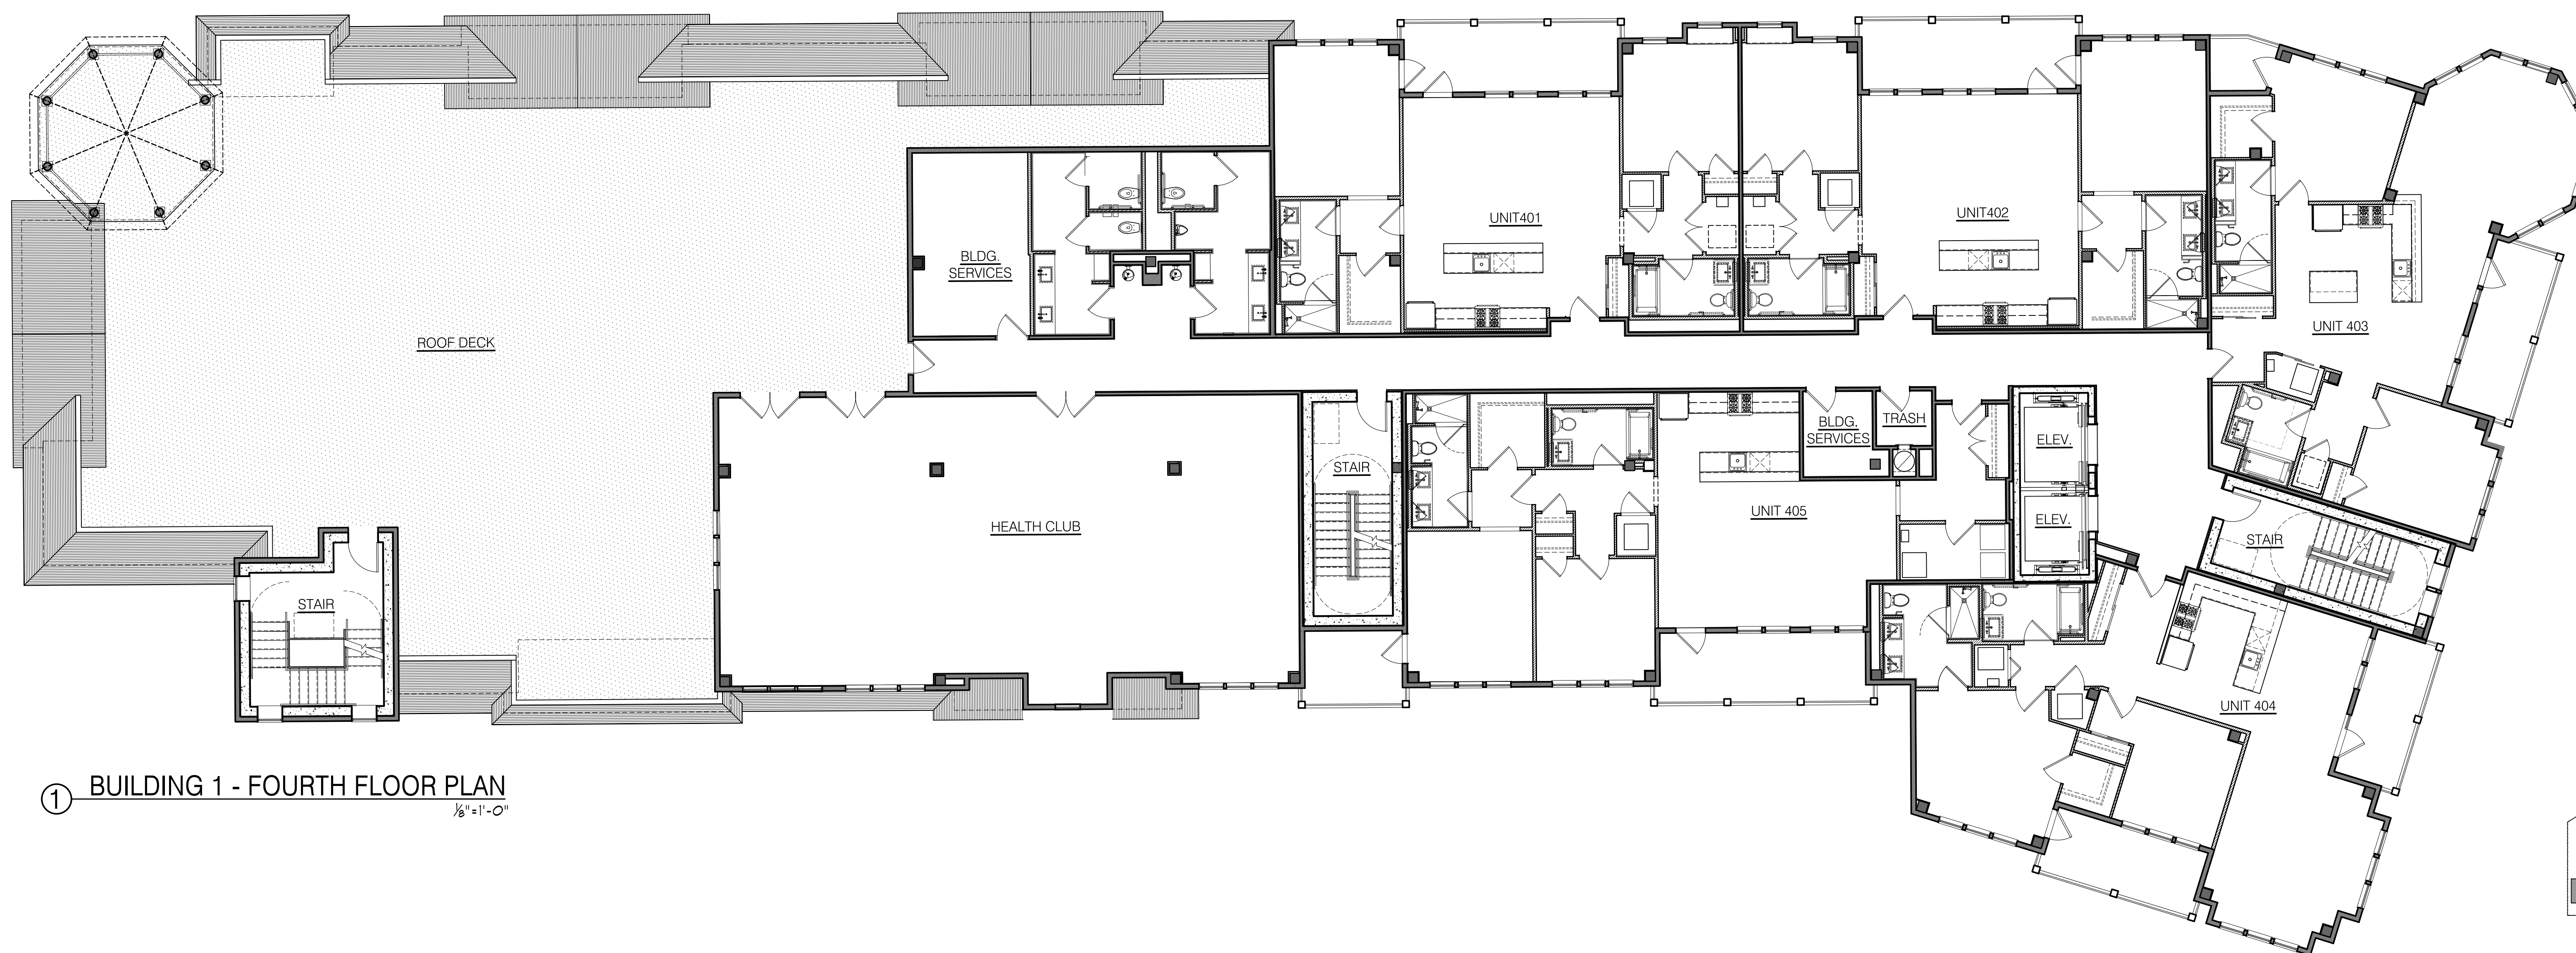 UNIT401
UNIT402
BLDG.
SERVICES
UNIT 403
ROOF DECK
BLDG.
SERVICES
TRASH
ELEV.
STAIR
UNIT 405
HEALTH CLUB
ELEV.
STAIR
STAIR
UNIT 404
1
BUILDING 1 - FOURTH FLOOR PLAN
1/8"=1'-0"